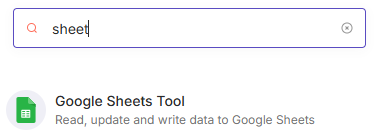 sheet
Google Sheets Tool
Read, update and write data to Google Sheets